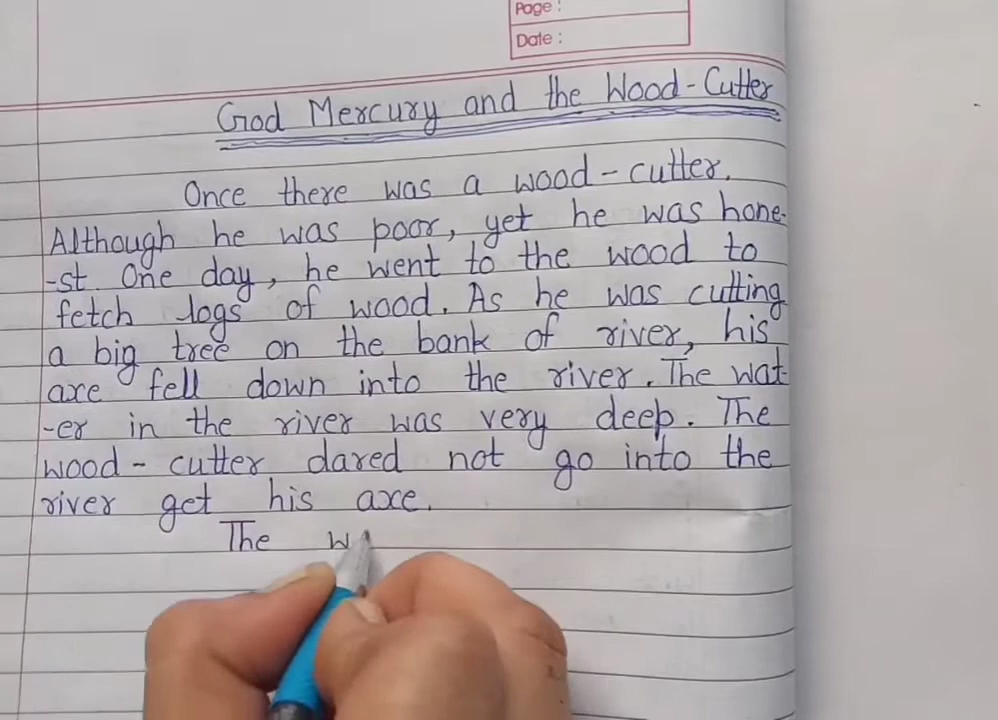 Page :
Date :
God Mercury and the Wood-Cutter
Once there was a wood-cutter.
Although he was poor, yet he was hone-
-st. One day, he went to the wood to
fetch logs of wood. As he was cutting
a big tree on the bank of river, his
axe fell down into the river. The wat-
-er in the river was very deep. The
wood-cutter dared not go into the
river get his axe.
The